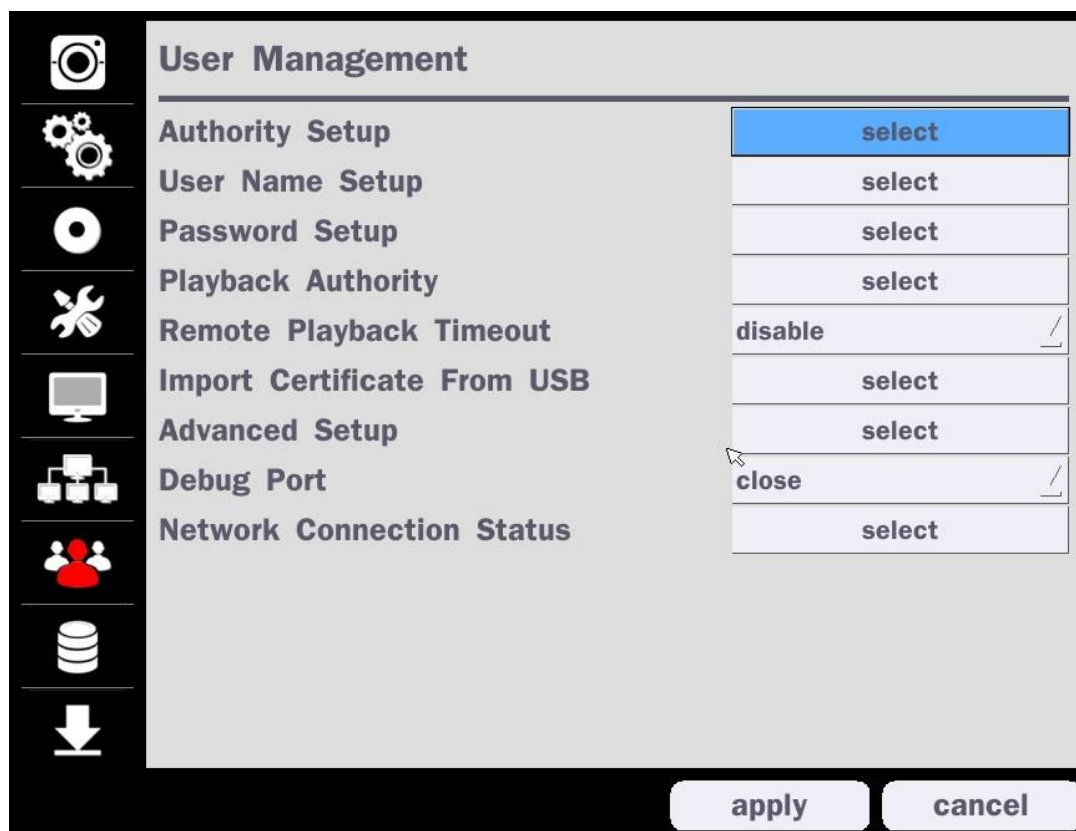 User Management
Authority Setup select
User Name Setup select
Password Setup select
Playback Authority select
Remote Playback Timeout disable
Import Certificate From USB select
Advanced Setup select
Debug Port close
Network Connection Status select
apply cancel